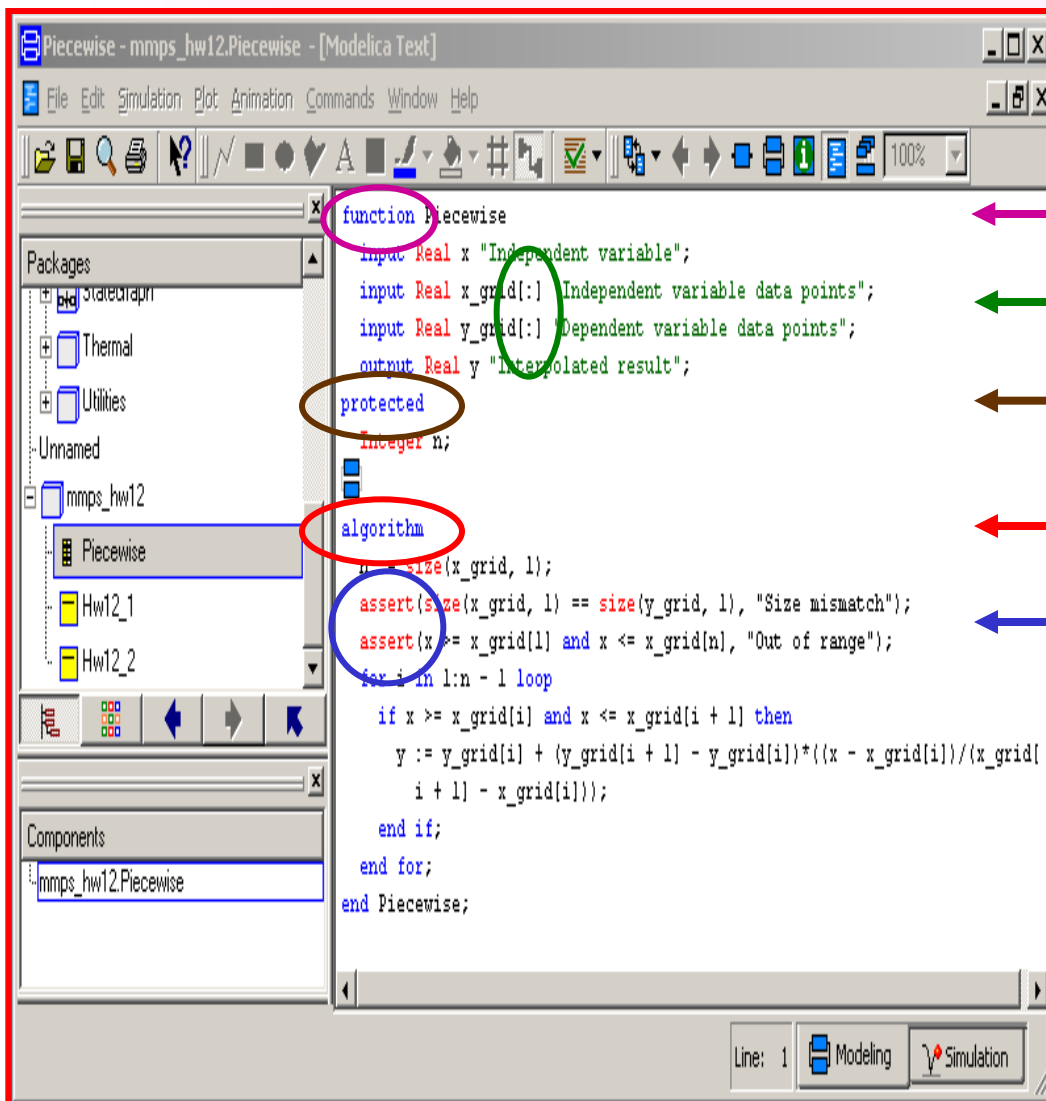 Piecewise - mmps_hw12.Piecewise - [Modelica Text]
File Edit Simulation Plot Animation Commands Window Help
100%
Packages
StateGraph
Thermal
Utilities
Unnamed
mmps_hw12
Piecewise
Hw12_1
Hw12_2
Components
mmps_hw12.Piecewise
function Piecewise
input Real x "Independent variable";
input Real x_grid[:] "Independent variable data points";
input Real y_grid[:] "Dependent variable data points";
output Real y "Interpolated result";
protected
Integer n;
algorithm
n := size(x_grid, 1);
assert(size(x_grid, 1) == size(y_grid, 1), "Size mismatch");
assert(x >= x_grid[1] and x <= x_grid[n], "Out of range");
for i in 1:n - 1 loop
if x >= x_grid[i] and x <= x_grid[i + 1] then
y := y_grid[i] + (y_grid[i + 1] - y_grid[i])*((x - x_grid[i])/(x_grid[
i + 1] - x_grid[i]));
end if;
end for;
end Piecewise;
Line: 1
Modeling
Simulation